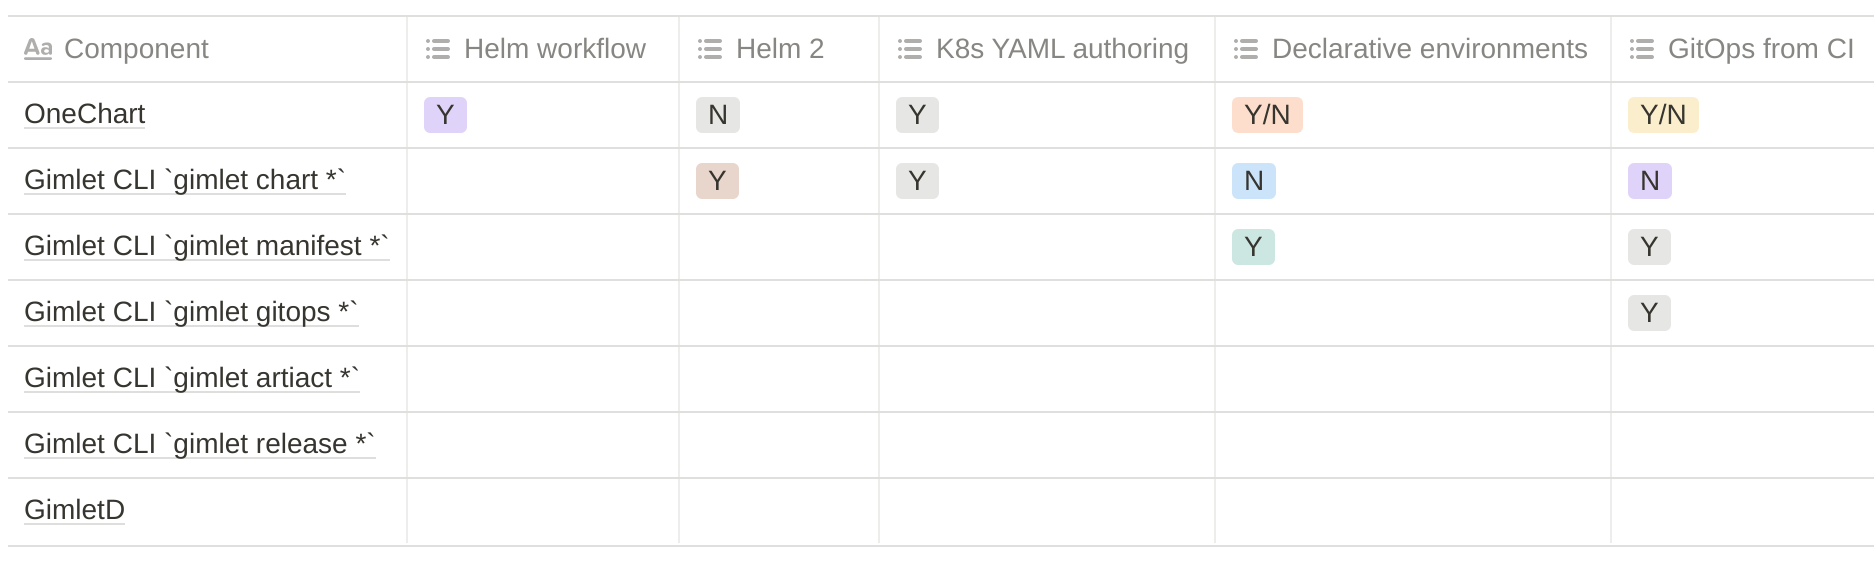 Aa Component Helm workflow Helm 2 K8s YAML authoring Declarative environments GitOps from CI
OneChart Y N Y Y/N Y/N
Gimlet CLI `gimlet chart *` Y Y N N
Gimlet CLI `gimlet manifest *` Y Y
Gimlet CLI `gimlet gitops *` Y
Gimlet CLI `gimlet artiact *`
Gimlet CLI `gimlet release *`
GimletD